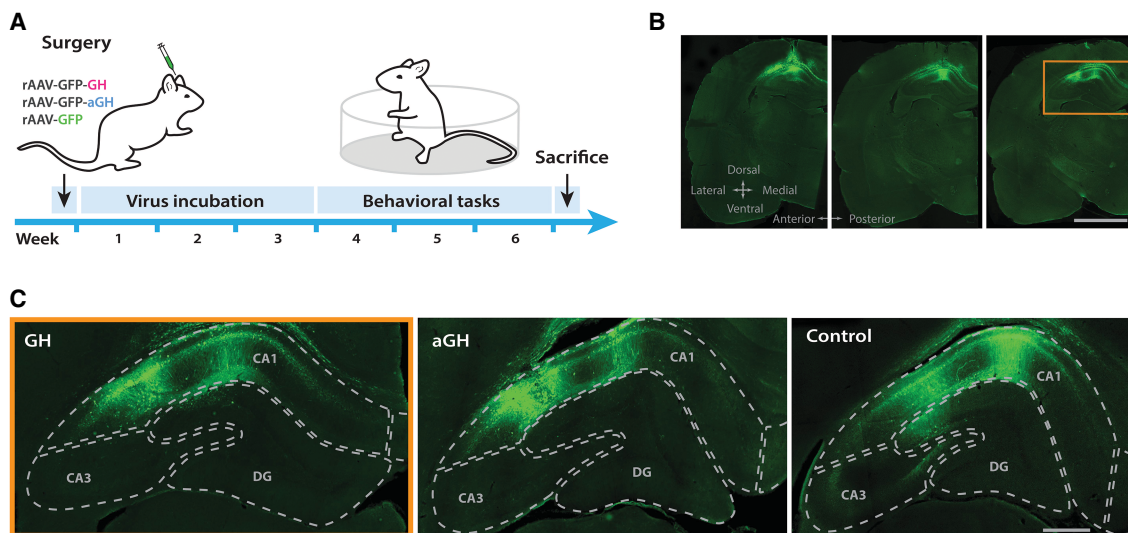 A
Surgery
rAAV-GFP-GH
rAAV-GFP-aGH
rAAV-GFP
Sacrifice
Virus incubation
Behavioral tasks
Week
1
2
3
4
5
6
B
Dorsal
Lateral
Medial
Ventral
Anterior
Posterior
C
GH
CA1
CA3
DG
aGH
CA1
CA3
DG
Control
CA1
CA3
DG